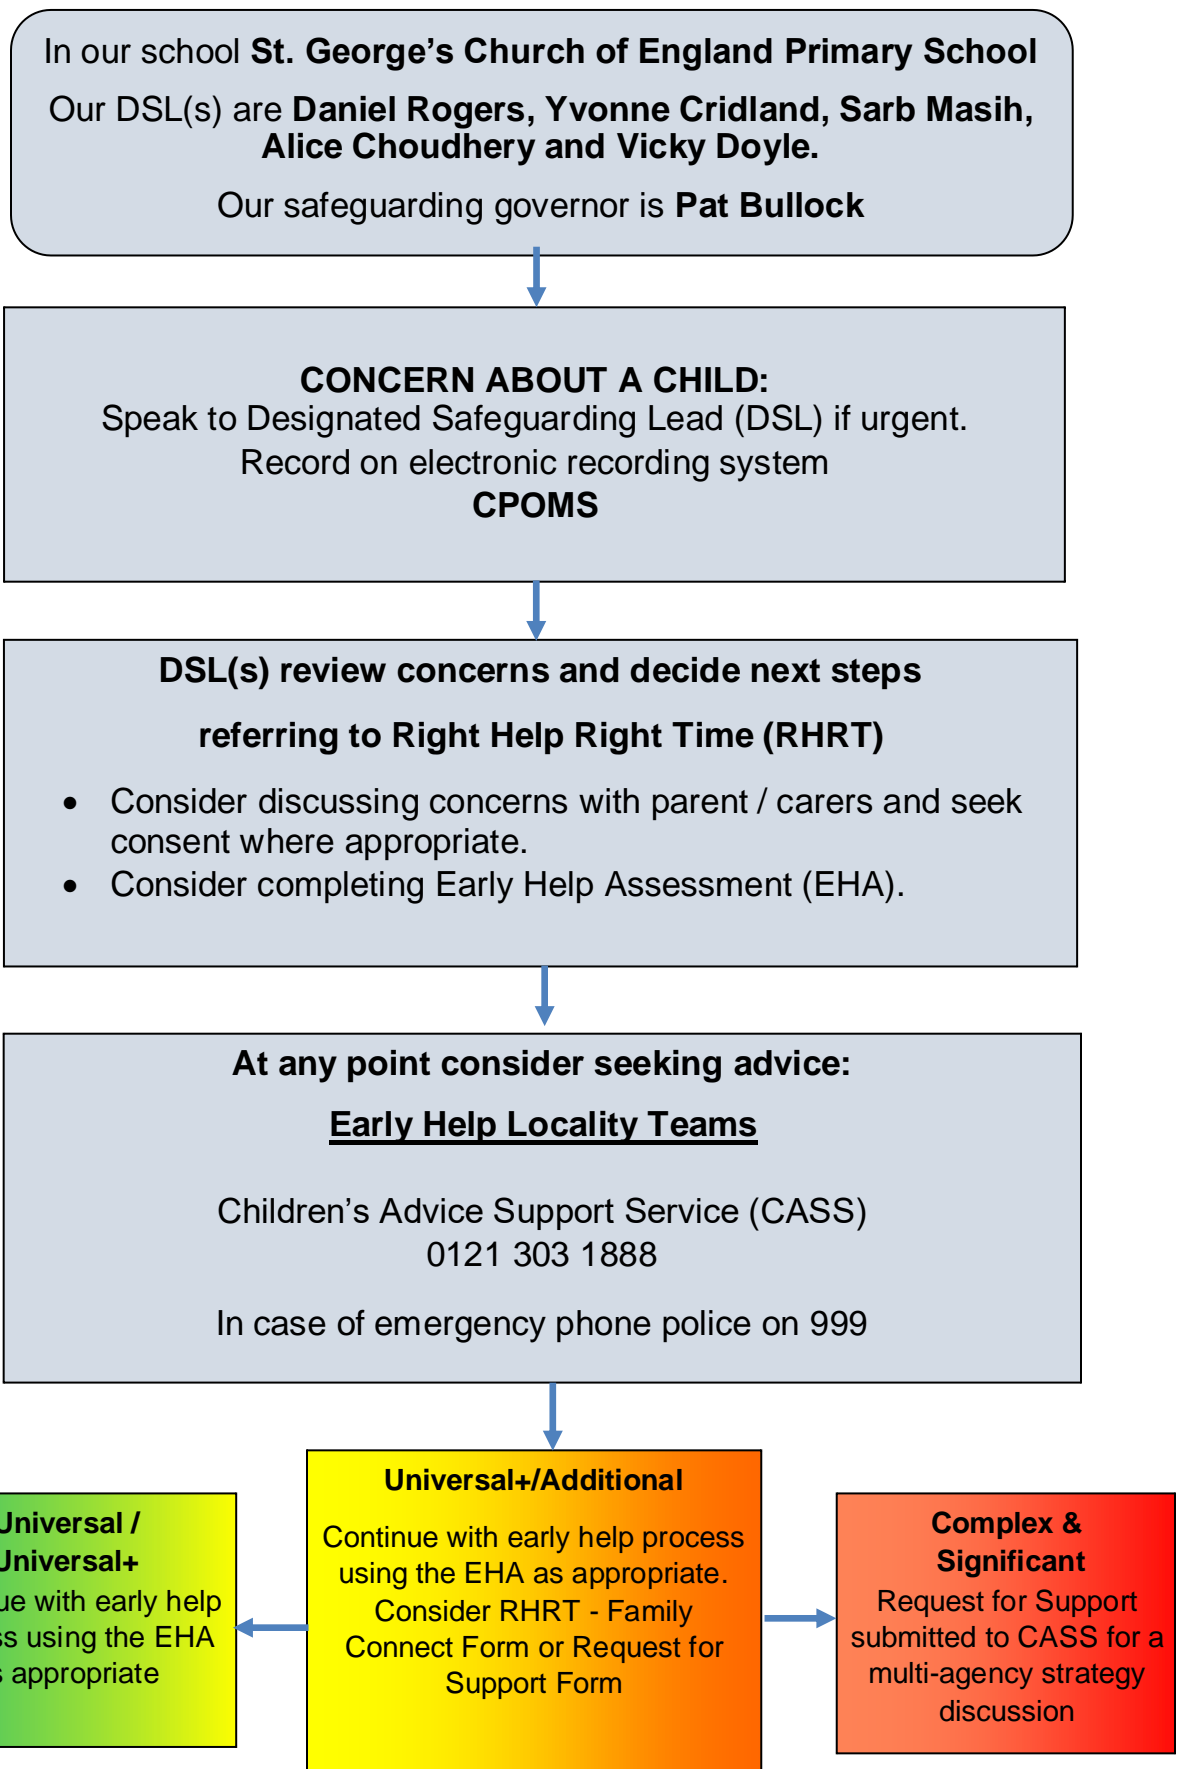 In our school St. George's Church of England Primary School
Our DSL(s) are Daniel Rogers, Yvonne Cridland, Sarb Masih,
Alice Choudhery and Vicky Doyle.
Our safeguarding governor is Pat Bullock
CONCERN ABOUT A CHILD:
Speak to Designated Safeguarding Lead (DSL) if urgent.
Record on electronic recording system
CPOMS
DSL(s) review concerns and decide next steps
referring to Right Help Right Time (RHRT)
• Consider discussing concerns with parent / carers and seek
consent where appropriate.
• Consider completing Early Help Assessment (EHA).
At any point consider seeking advice:
Early Help Locality Teams
Children's Advice Support Service (CASS)
0121 303 1888
In case of emergency phone police on 999
Universal /
Universal+
with early help
using the EHA
appropriate
Universal+/Additional
Continue with early help process
using the EHA as appropriate.
Consider RHRT - Family
Connect Form or Request for
Support Form
Complex &
Significant
Request for Support
submitted to CASS for a
multi-agency strategy
discussion